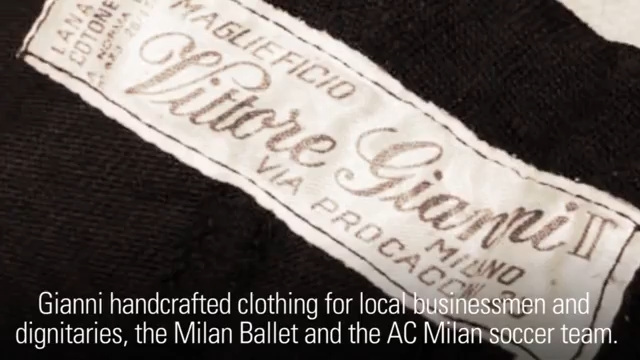 LANA
COTONE
MAGLIEFICIO
Vittore Gianni II
VIA PROCACCINI
MILANO
Gianni handcrafted clothing for local businessmen and
dignitaries, the Milan Ballet and the AC Milan soccer team.